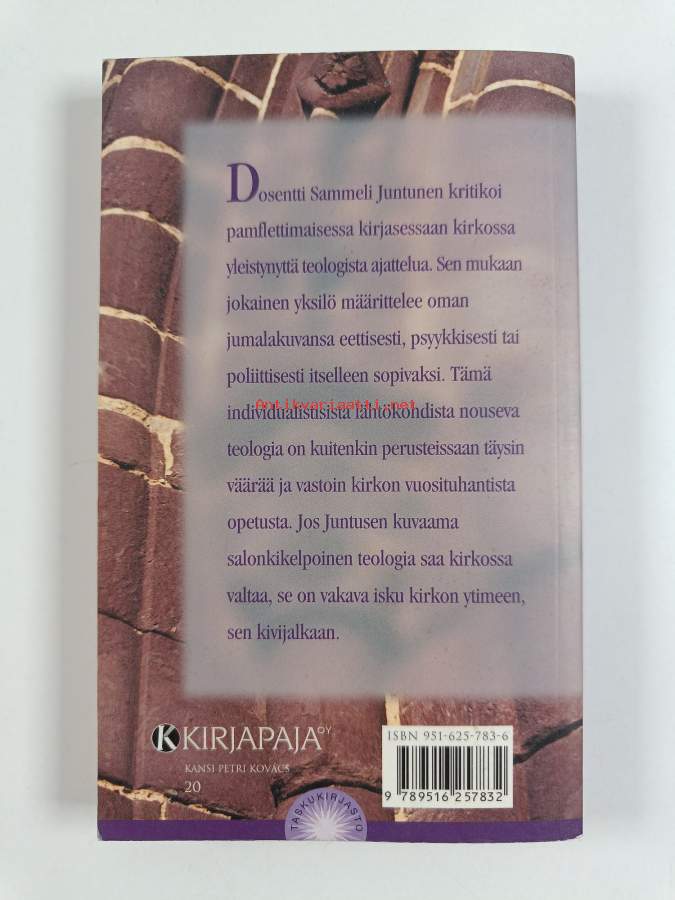 Dosentti Sammeli Juntunen kritikoi
pamflettimaisessa kirjasessaan kirkossa
yleistynyttä teologista ajattelua. Sen mukaan
jokainen yksilö määrittelee oman
jumalakuvansa eettisesti, psyykkisesti tai
poliittisesti itselleen sopivaksi. Tämä
Antikvariaatti.net
individualistisista lähtökohdista nouseva
teologia on kuitenkin perusteissaan täysin
väärää ja vastoin kirkon vuosituhantista
opetusta. Jos Juntusen kuvaama
salonkikelpoinen teologia saa kirkossa
valtaa, se on vakava isku kirkon ytimeen,
sen kivijalkaan.
K KIRJAPAJA OY
KANSI PETRI KOVÁCS
20
ISBN 951-625-783-6
9 789516 257832
TASKUKIRJASTO